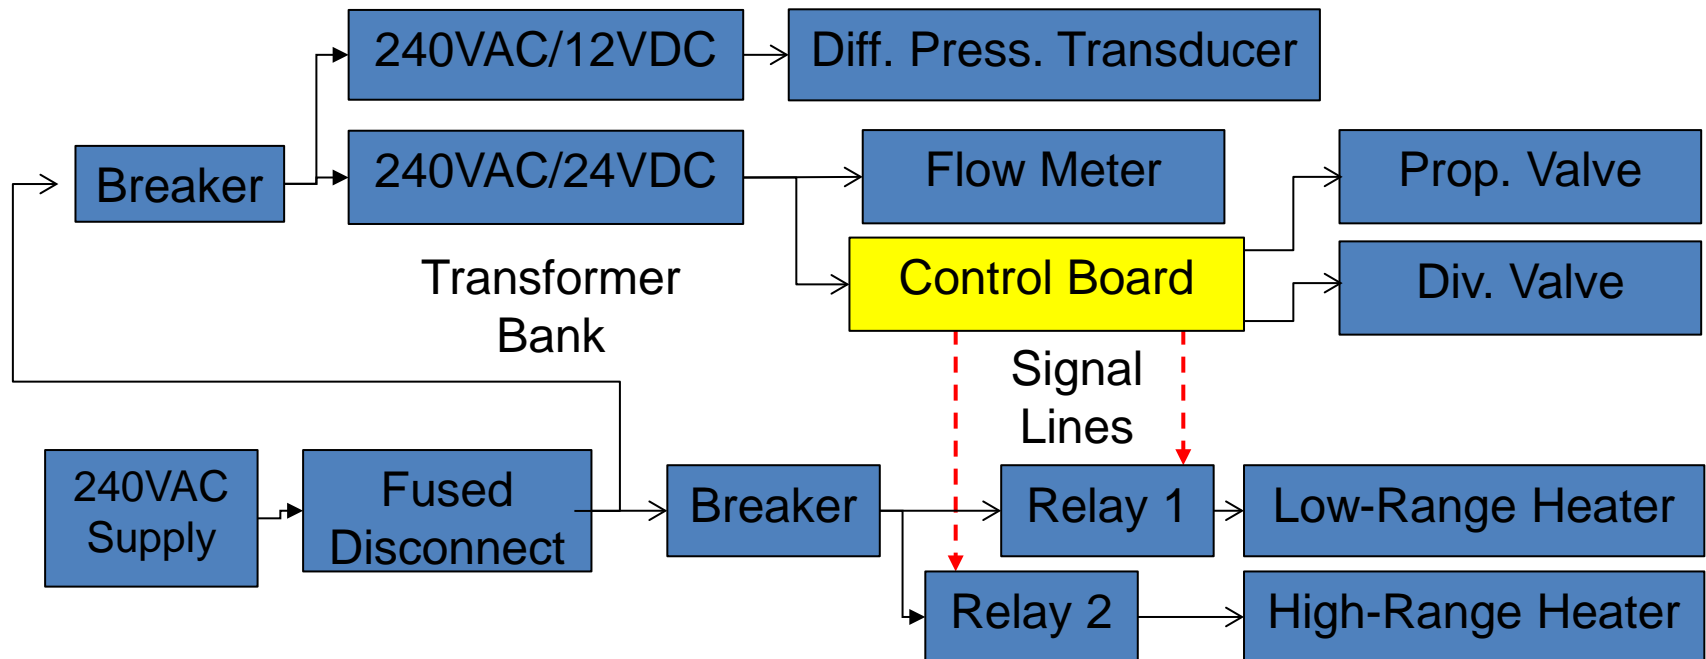 240VAC/12VDC
Diff. Press. Transducer
Breaker
240VAC/24VDC
Flow Meter
Prop. Valve
Control Board
Div. Valve
Transformer
Bank
Signal
Lines
240VAC
Supply
Fused
Disconnect
Breaker
Relay 1
Low-Range Heater
Relay 2
High-Range Heater